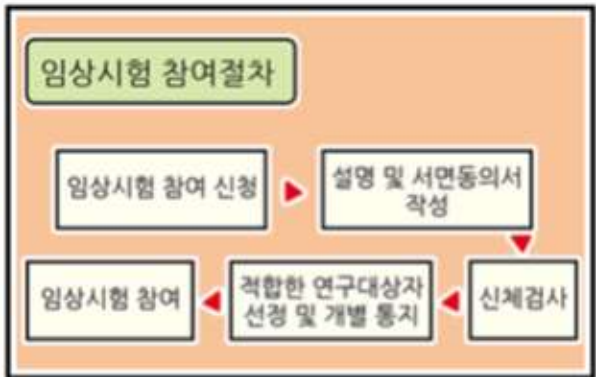 임상시험 참여절차
임상시험 참여 신청
설명 및 서면동의서
작성
신체검사
적합한 연구대상자
선정 및 개별 통지
임상시험 참여